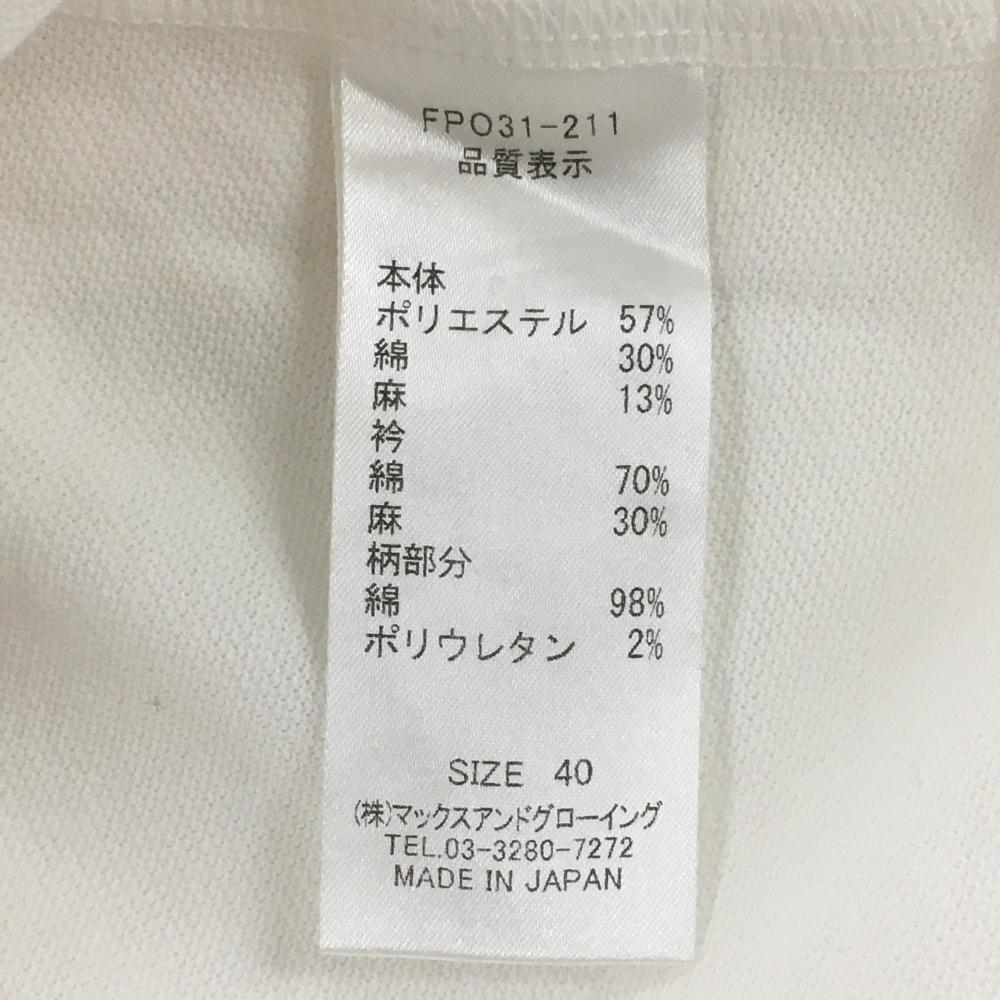 FPO31-211
品質表示
本体
ポリエステル 57%
綿 30%
麻 13%
衿
綿 70%
麻 30%
柄部分
綿 98%
ポリウレタン 2%
SIZE 40
(株)マックスアンドグローイング
TEL.03-3280-7272
MADE IN JAPAN